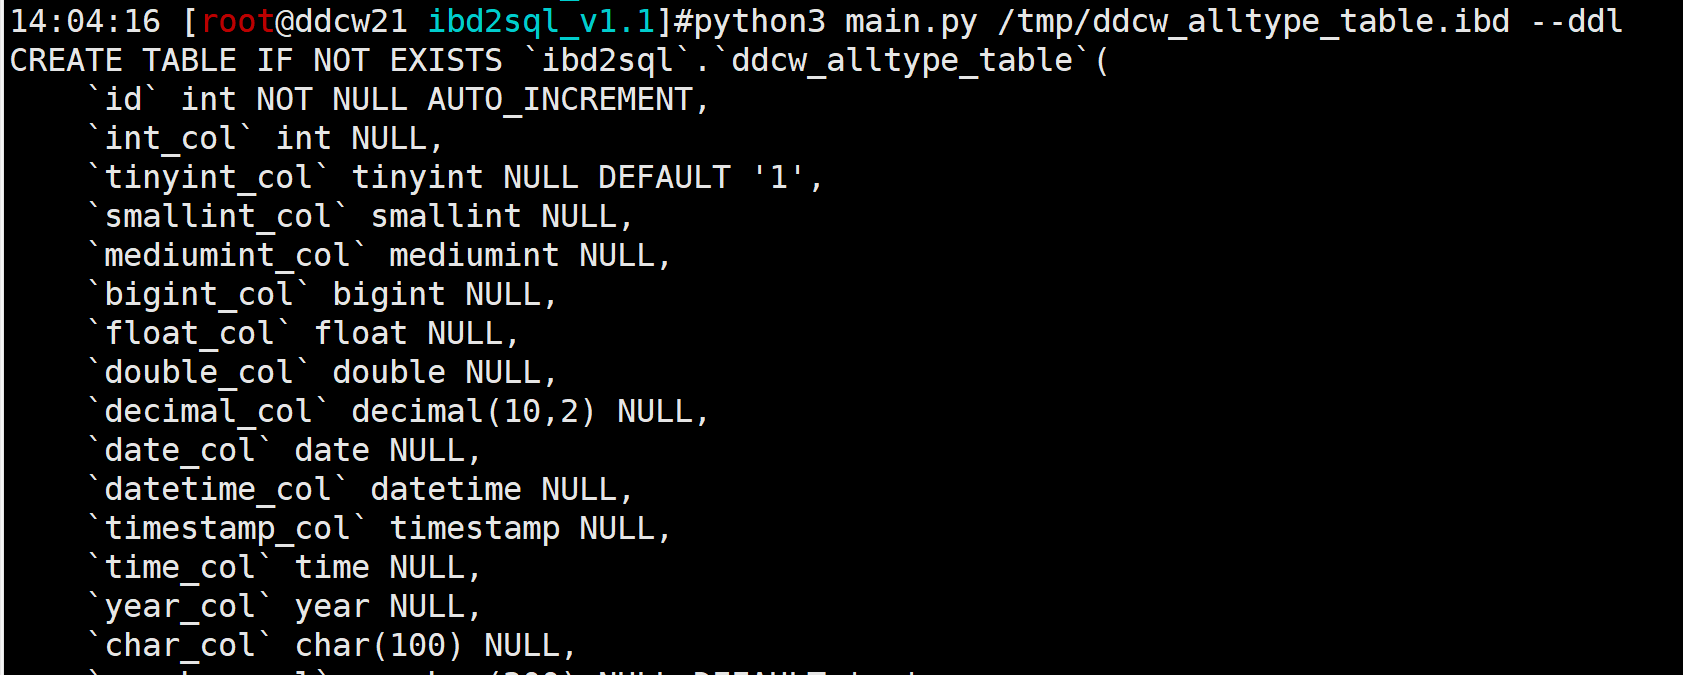 14:04:16 [root@ddcw21 ibd2sql_v1.1]#python3 main.py /tmp/ddcw_alltype_table.ibd --ddl
CREATE TABLE IF NOT EXISTS `ibd2sql`.`ddcw_alltype_table`(
    `id` int NOT NULL AUTO_INCREMENT,
    `int_col` int NULL,
    `tinyint_col` tinyint NULL DEFAULT '1',
    `smallint_col` smallint NULL,
    `mediumint_col` mediumint NULL,
    `bigint_col` bigint NULL,
    `float_col` float NULL,
    `double_col` double NULL,
    `decimal_col` decimal(10,2) NULL,
    `date_col` date NULL,
    `datetime_col` datetime NULL,
    `timestamp_col` timestamp NULL,
    `time_col` time NULL,
    `year_col` year NULL,
    `char_col` char(100) NULL,